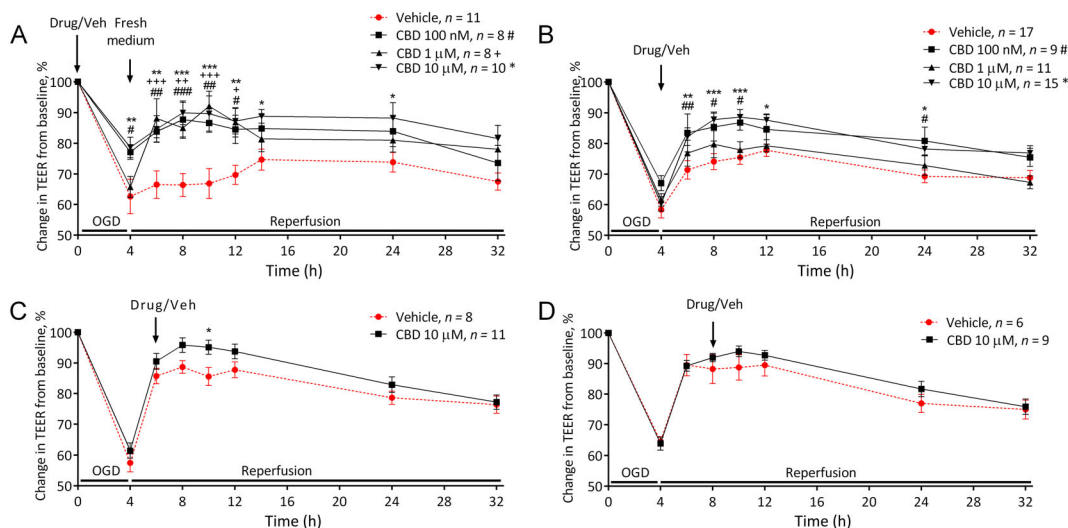 A
Drug/Veh
Fresh
medium
Vehicle, n = 11
CBD 100 nM, n = 8 #
CBD 1 μM, n = 8 +
CBD 10 μM, n = 10 *
Change in TEER from baseline, %
100
90
80
70
60
50
**
#
**
+++
##
***
++
###
***
+++
##
**
+
#
*
*
OGD
Reperfusion
0 4 8 12 16 20 24 28 32
Time (h)
B
Drug/Veh
Vehicle, n = 17
CBD 100 nM, n = 9 #
CBD 1 μM, n = 11
CBD 10 μM, n = 15 *
Change in TEER from baseline, %
100
90
80
70
60
50
**
##
***
#
***
#
*
*
#
OGD
Reperfusion
0 4 8 12 16 20 24 28 32
Time (h)
C
Drug/Veh
Vehicle, n = 8
CBD 10 μM, n = 11
Change in TEER from baseline, %
100
90
80
70
60
50
*
OGD
Reperfusion
0 4 8 12 16 20 24 28 32
Time (h)
D
Drug/Veh
Vehicle, n = 6
CBD 10 μM, n = 9
Change in TEER from baseline, %
100
90
80
70
60
50
OGD
Reperfusion
0 4 8 12 16 20 24 28 32
Time (h)